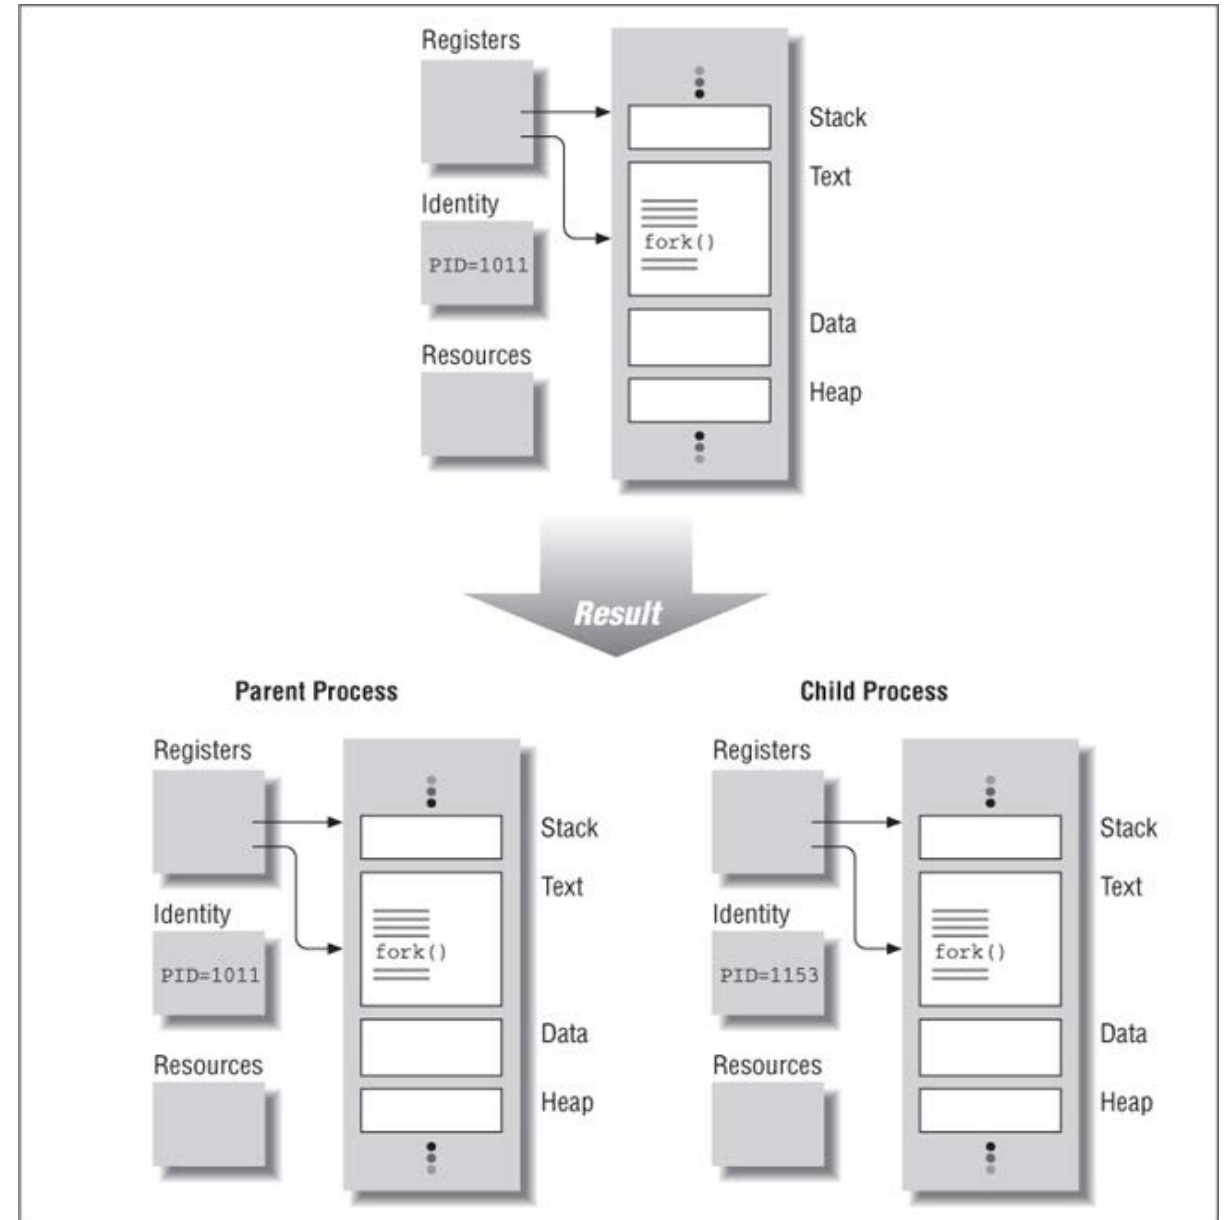 Registers
Stack
Text
Identity
fork()
PID=1011
Data
Resources
Heap
Result
Parent Process
Child Process
Registers
Stack
Text
Identity
fork()
PID=1011
Data
Resources
Heap
Registers
Stack
Text
Identity
fork()
PID=1153
Data
Resources
Heap